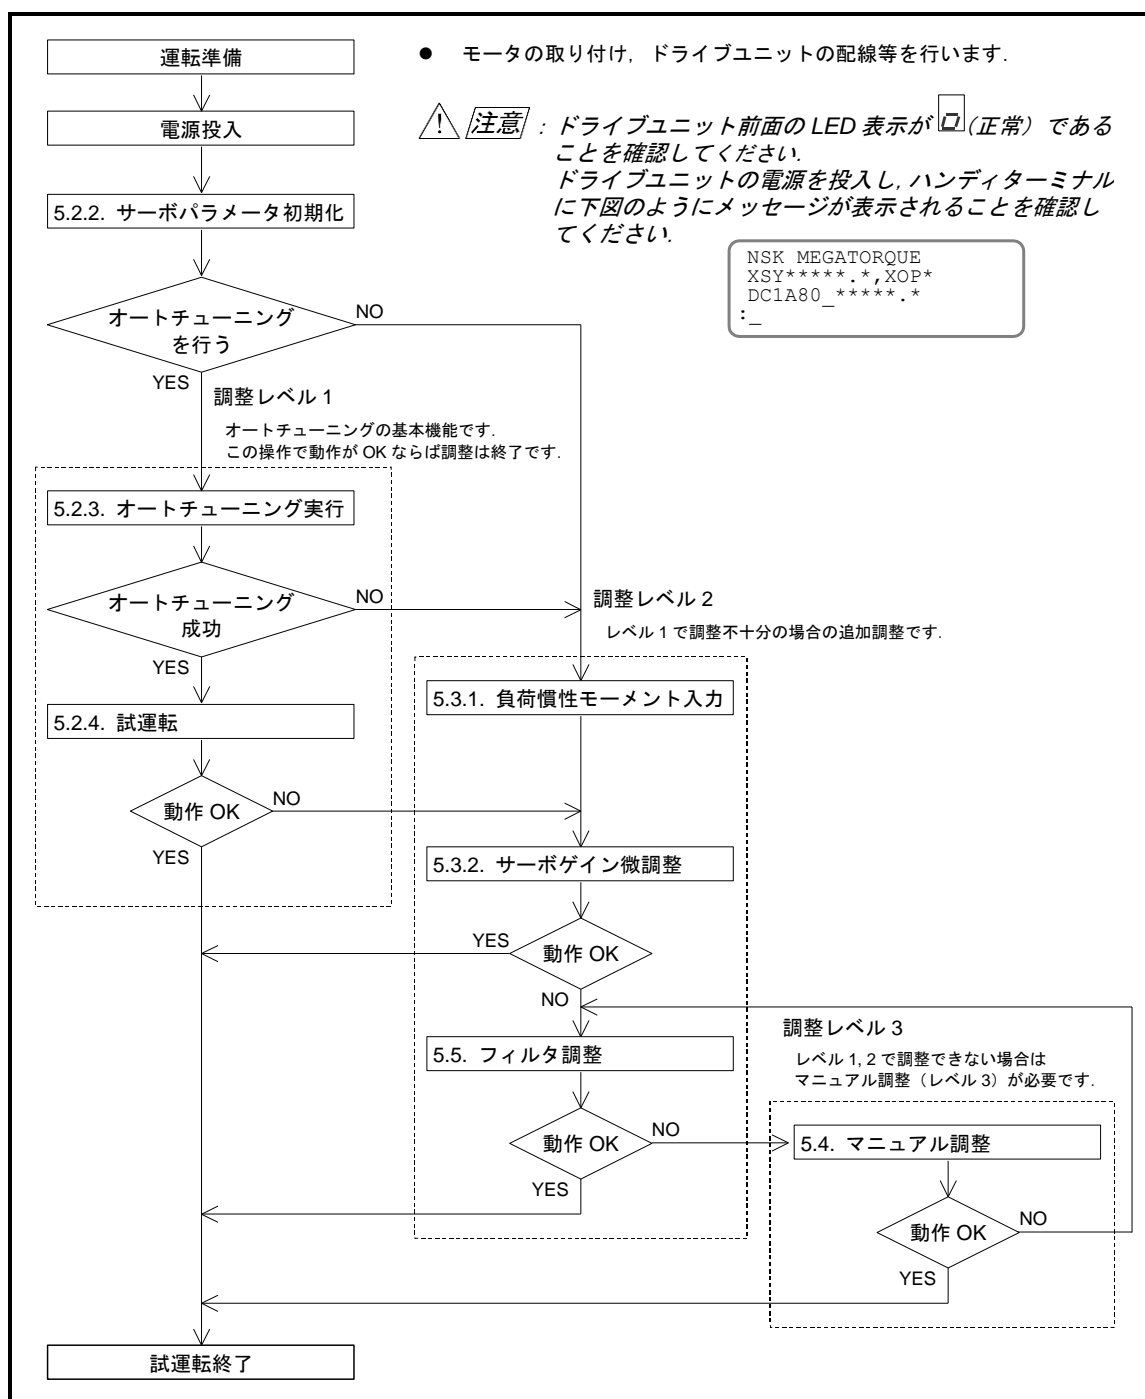 運転準備
● モータの取り付け，ドライブユニットの配線等を行います．
電源投入
! 注意 : ドライブユニット前面の LED 表示が (正常）である
ことを確認してください．
ドライブユニットの電源を投入し，ハンディターミナル
に下図のようにメッセージが表示されることを確認し
てください．
5.2.2. サーボパラメータ初期化
NSK MEGATORQUE
XSY*****.*,XOP*
DC1A80_*****.*
:_
オートチューニング
を行う
NO
YES
調整レベル 1
オートチューニングの基本機能です．
この操作で動作が OK ならば調整は終了です．
5.2.3. オートチューニング実行
オートチューニング
成功
NO
YES
調整レベル 2
レベル 1 で調整不十分の場合の追加調整です．
5.3.1. 負荷慣性モーメント入力
5.2.4. 試運転
動作 OK
NO
YES
5.3.2. サーボゲイン微調整
動作 OK
YES
NO
5.5. フィルタ調整
動作 OK
NO
YES
調整レベル 3
レベル 1, 2 で調整できない場合は
マニュアル調整（レベル 3）が必要です．
5.4. マニュアル調整
動作 OK
NO
YES
試運転終了